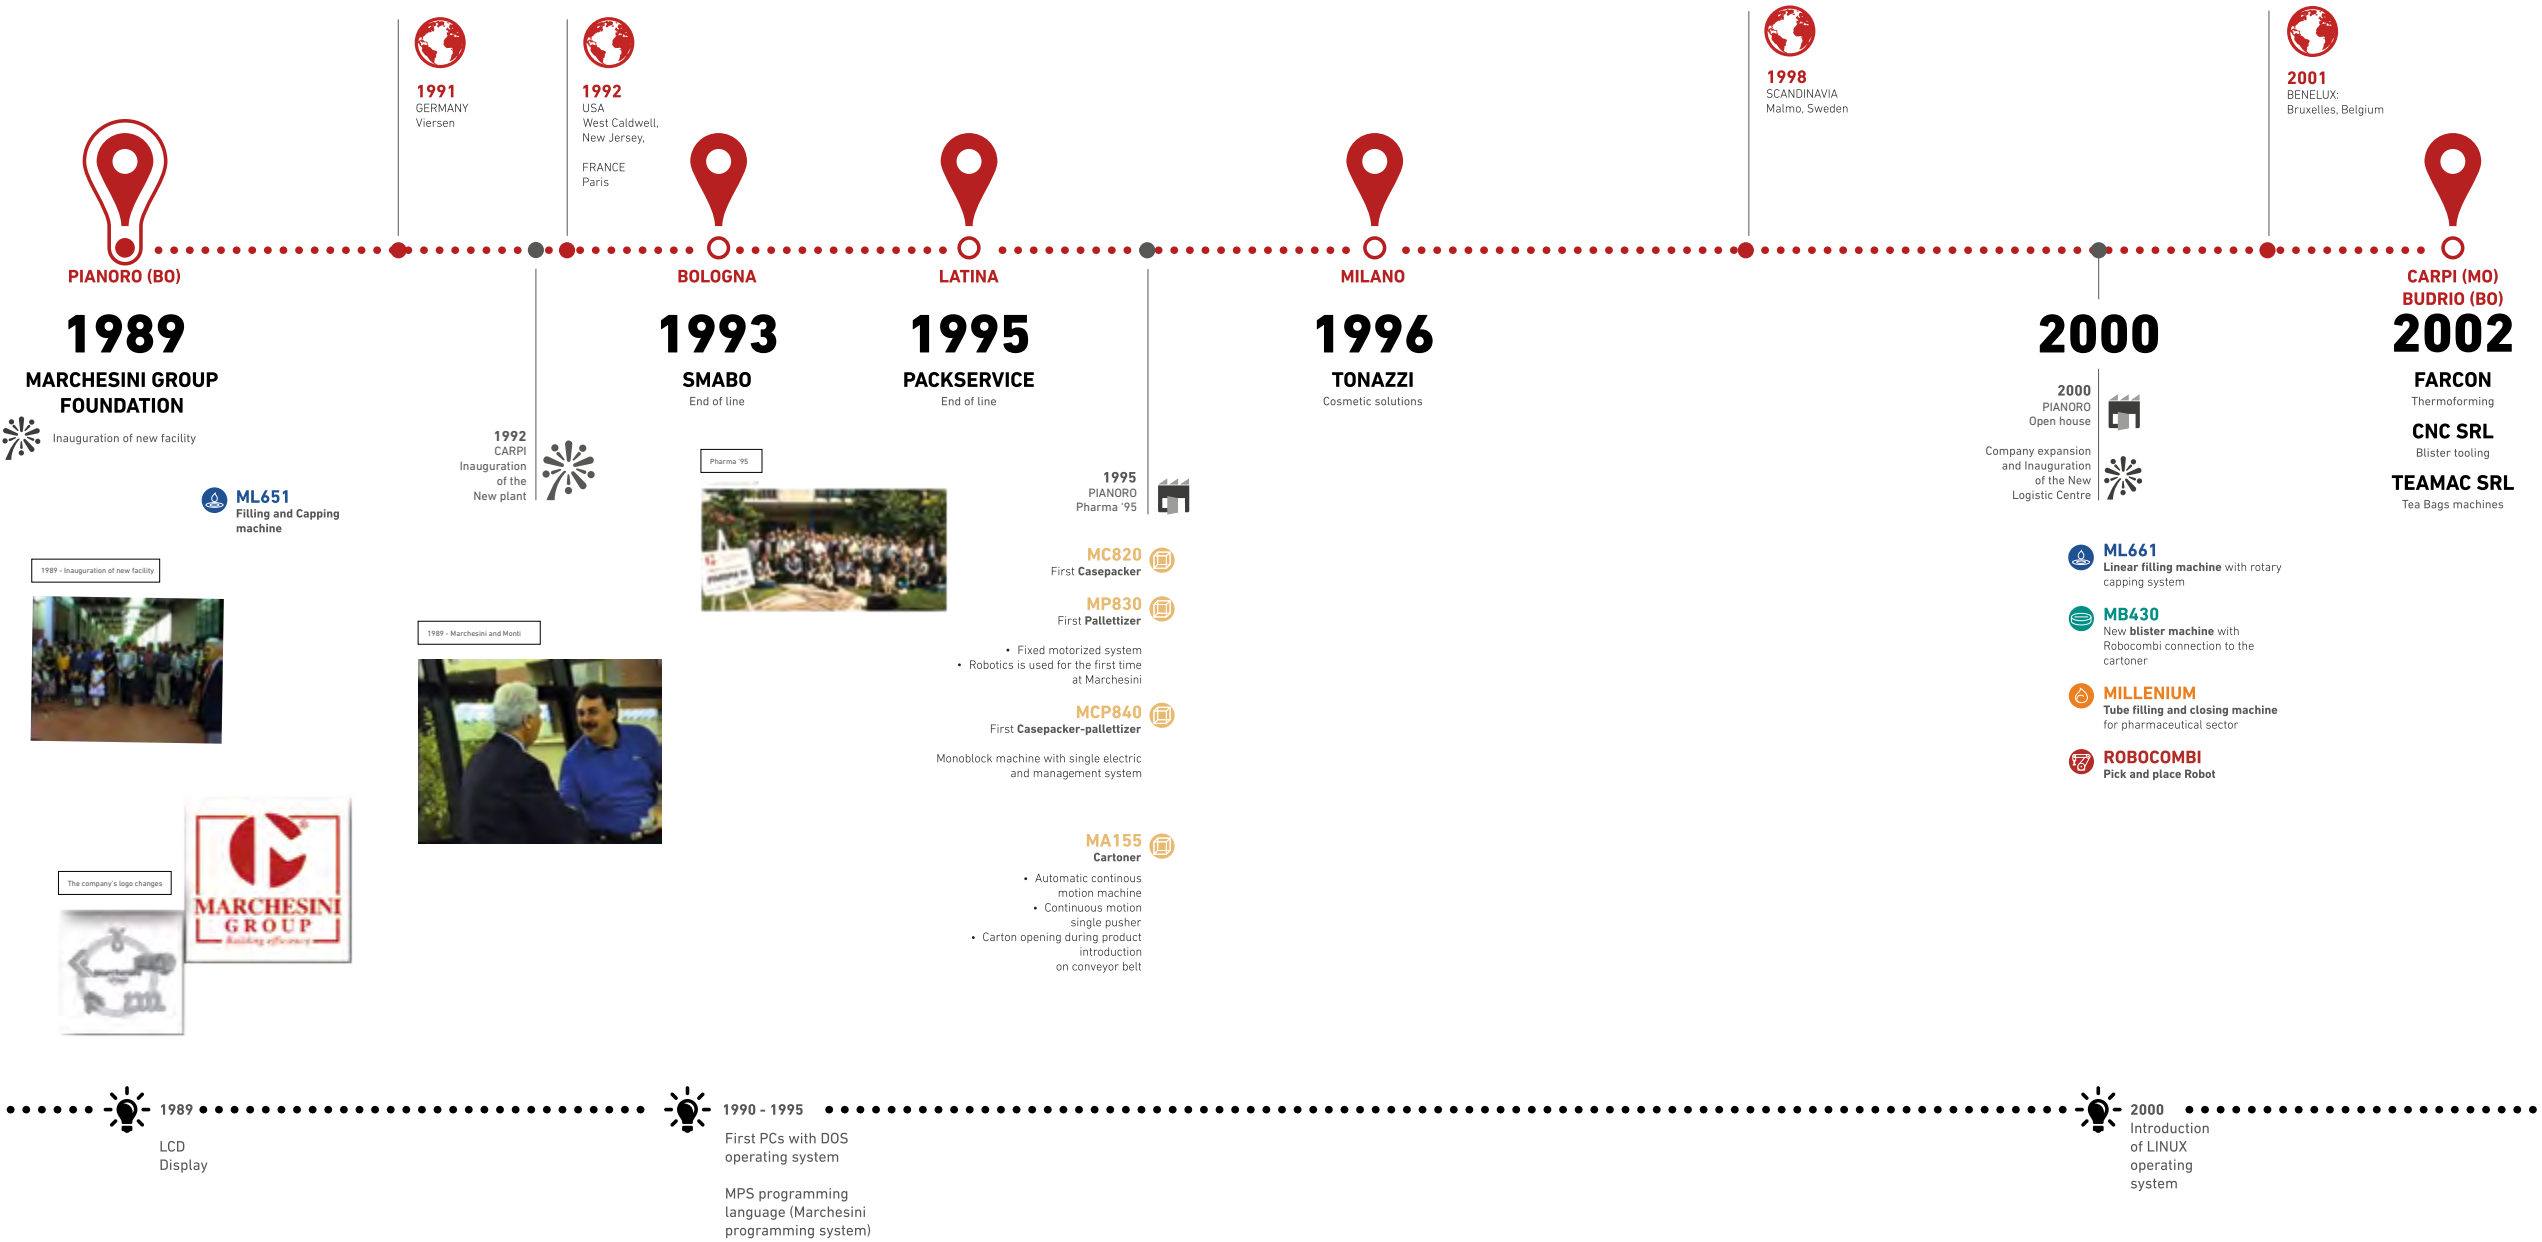 1991
GERMANY
Viersen
1992
USA
West Caldwell,
New Jersey,
FRANCE
Paris
1998
SCANDINAVIA
Malmo, Sweden
2001
BENELUX:
Bruxelles, Belgium
PIANORO (BO)
1989
MARCHESINI GROUP
FOUNDATION
Inauguration of new facility
ML651
Filling and Capping
machine
1989 - Inauguration of new facility
The company's logo changes
MARCHESINI
GROUP
Building efficiency
1992
CARPI
Inauguration
of the
New plant
1989 - Marchesini and Monti
BOLOGNA
1993
SMABO
End of line
Pharma '95
LATINA
1995
PACKSERVICE
End of line
1995
PIANORO
Pharma '95
MC820
First Casepacker
MP830
First Pallettizer
• Fixed motorized system
• Robotics is used for the first time
at Marchesini
MCP840
First Casepacker-pallettizer
Monoblock machine with single electric
and management system
MA155
Cartoner
• Automatic continous
motion machine
• Continuous motion
single pusher
• Carton opening during product
introduction
on conveyor belt
MILANO
1996
TONAZZI
Cosmetic solutions
2000
2000
PIANORO
Open house
Company expansion
and Inauguration
of the New
Logistic Centre
ML661
Linear filling machine with rotary
capping system
MB430
New blister machine with
Robocombi connection to the
cartoner
MILLENIUM
Tube filling and closing machine
for pharmaceutical sector
ROBOCOMBI
Pick and place Robot
CARPI (MO)
BUDRIO (BO)
2002
FARCON
Thermoforming
CNC SRL
Blister tooling
TEAMAC SRL
Tea Bags machines
1989
LCD
Display
1990 - 1995
First PCs with DOS
operating system
MPS programming
language (Marchesini
programming system)
2000
Introduction
of LINUX
operating
system